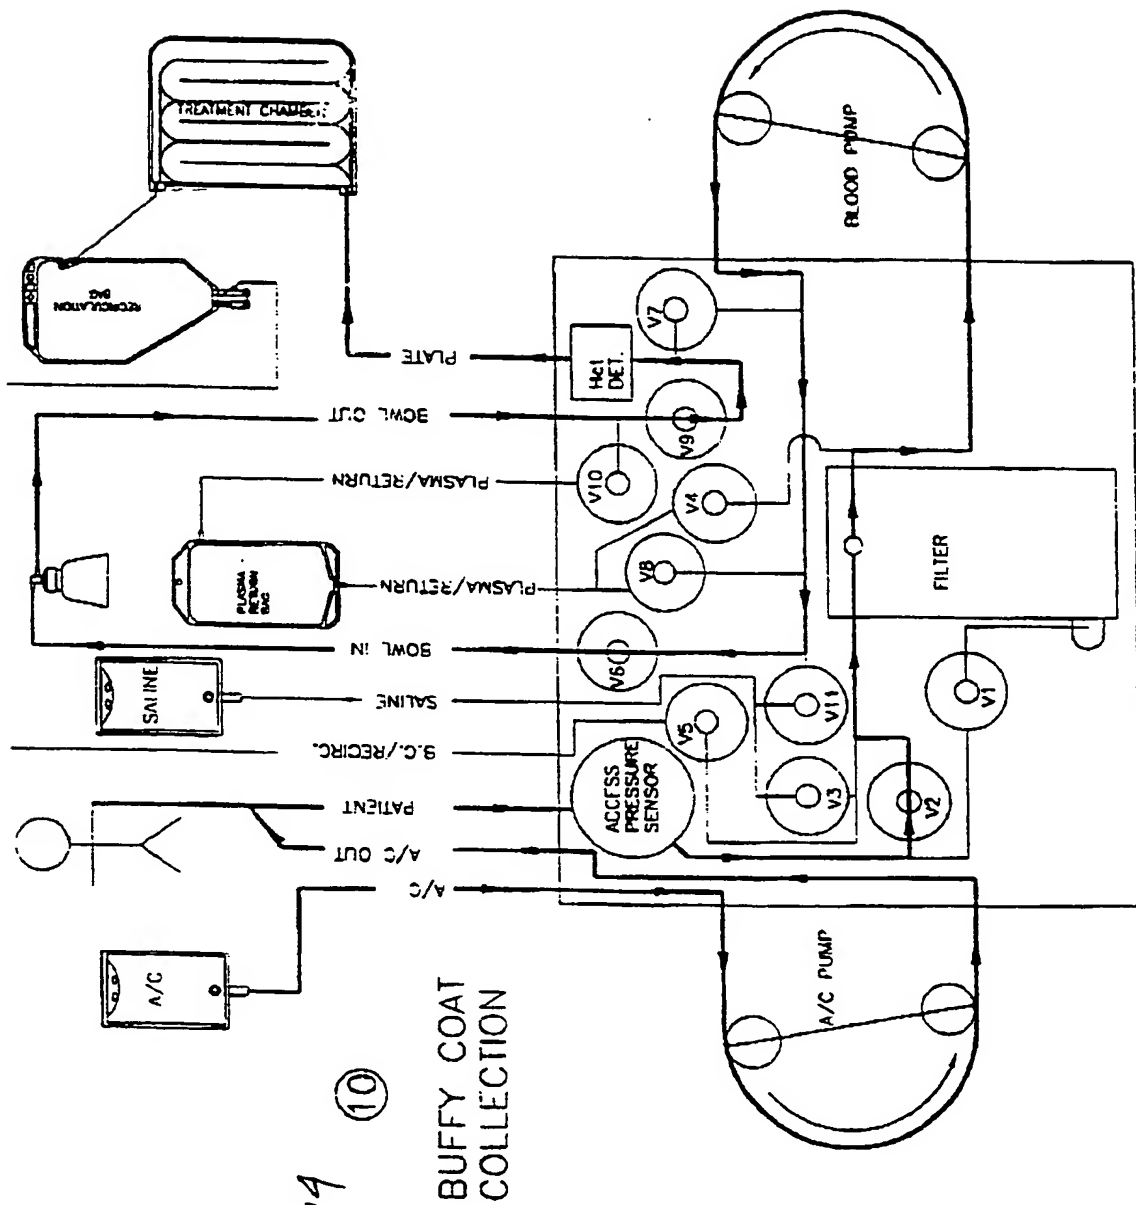 TREATMENT CHAMBER
RECIRCULATION
BAG
PLATE
BOWL OUT
PLASMA/RETURN
PLASMA
RETURN
BAG
PLASMA/RETURN
BOWL IN
SALINE
SALINE
S.C./RECIRC.
PATIENT
A/C OUT
A/C
A/C
10
BUFFY COAT
COLLECTION
Hct
DET.
V7
V9
V10
V4
V8
V6
V5
V11
V3
V2
V1
ACCESS
PRESSURE
SENSOR
FILTER
BLOOD PUMP
A/C PUMP